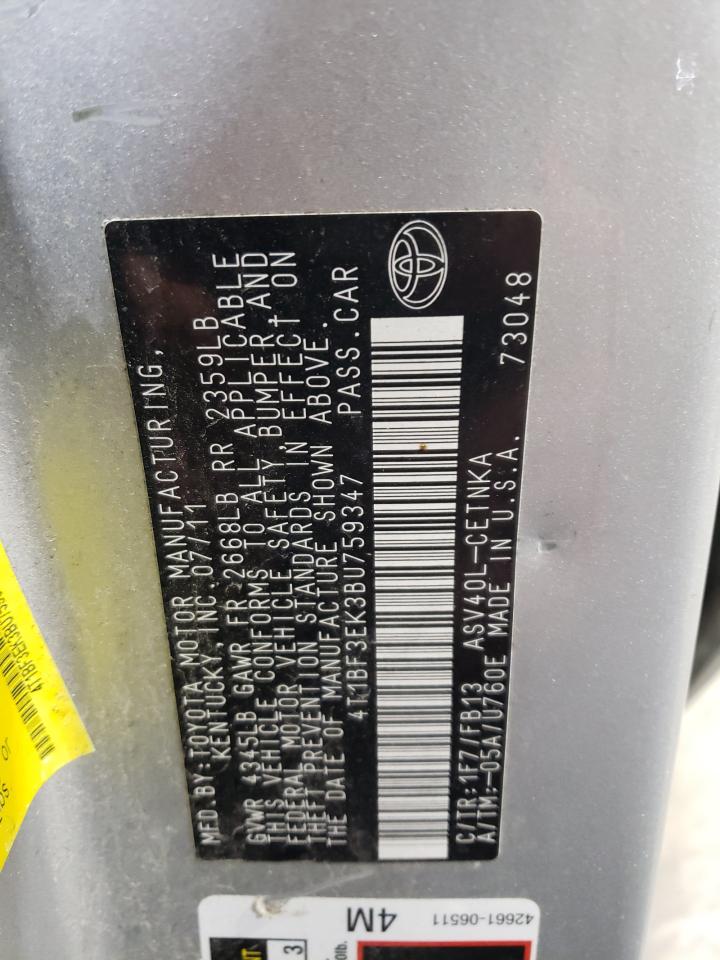 MFD.BY:TOYOTA MOTOR MANUFACTURING,
KENTUCKY, INC 07/11
GVWR 4345LB GAWR FR 2668LB RR 2359LB
THIS VEHICLE CONFORMS TO ALL APPLICABLE
FEDERAL MOTOR VEHICLE SAFETY BUMPER,AND
THEFT PREVENTION STANDARDS IN EFFECT ON
THE DATE OF MANUFACTURE SHOWN ABOVE.
4T1BF3EK3BU759347 PASS.CAR
C/TR:1E7/FB13 ASV40L-CETNKA
A/TM:-05A/U760E MADE IN U.S.A. 73048
4M
42661-06511
3